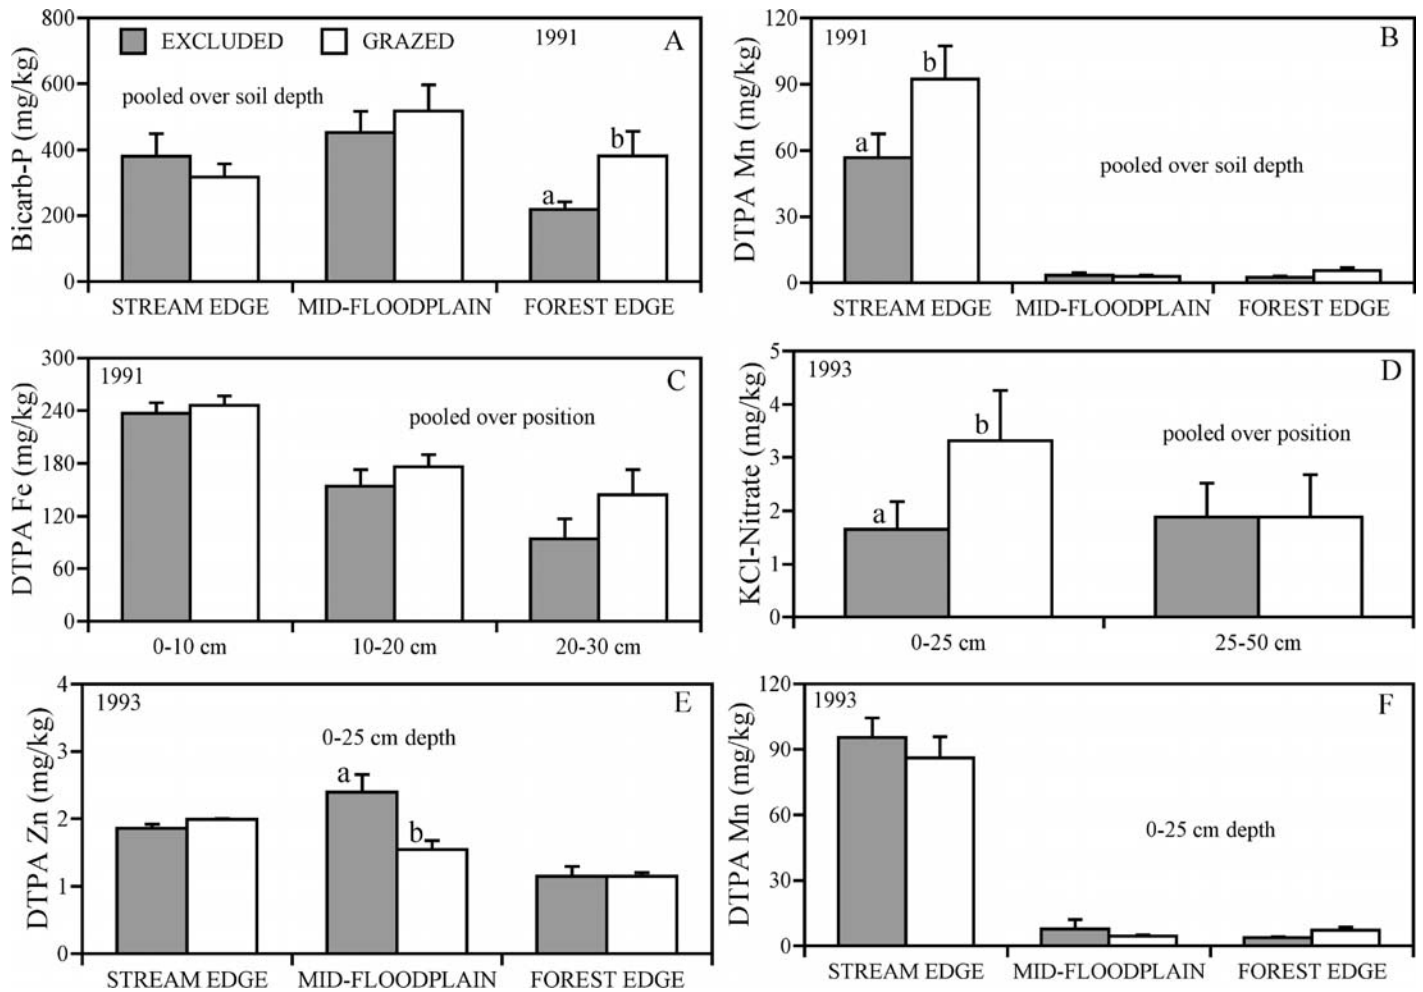 800
600
400
200
0
Bicarb-P (mg/kg)
EXCLUDED GRAZED 1991 A
pooled over soil depth
a b
STREAM EDGE MID-FLOODPLAIN FOREST EDGE
120
90
60
30
0
DTPA Mn (mg/kg)
1991 B
a b
pooled over soil depth
STREAM EDGE MID-FLOODPLAIN FOREST EDGE
300
240
180
120
60
0
DTPA Fe (mg/kg)
1991 C
pooled over position
0-10 cm 10-20 cm 20-30 cm
5
4
3
2
1
0
KCl-Nitrate (mg/kg)
1993 D
a b
pooled over position
0-25 cm 25-50 cm
4
3
2
1
0
DTPA Zn (mg/kg)
1993 E
0-25 cm depth
a b
STREAM EDGE MID-FLOODPLAIN FOREST EDGE
120
90
60
30
0
DTPA Mn (mg/kg)
1993 F
0-25 cm depth
STREAM EDGE MID-FLOODPLAIN FOREST EDGE